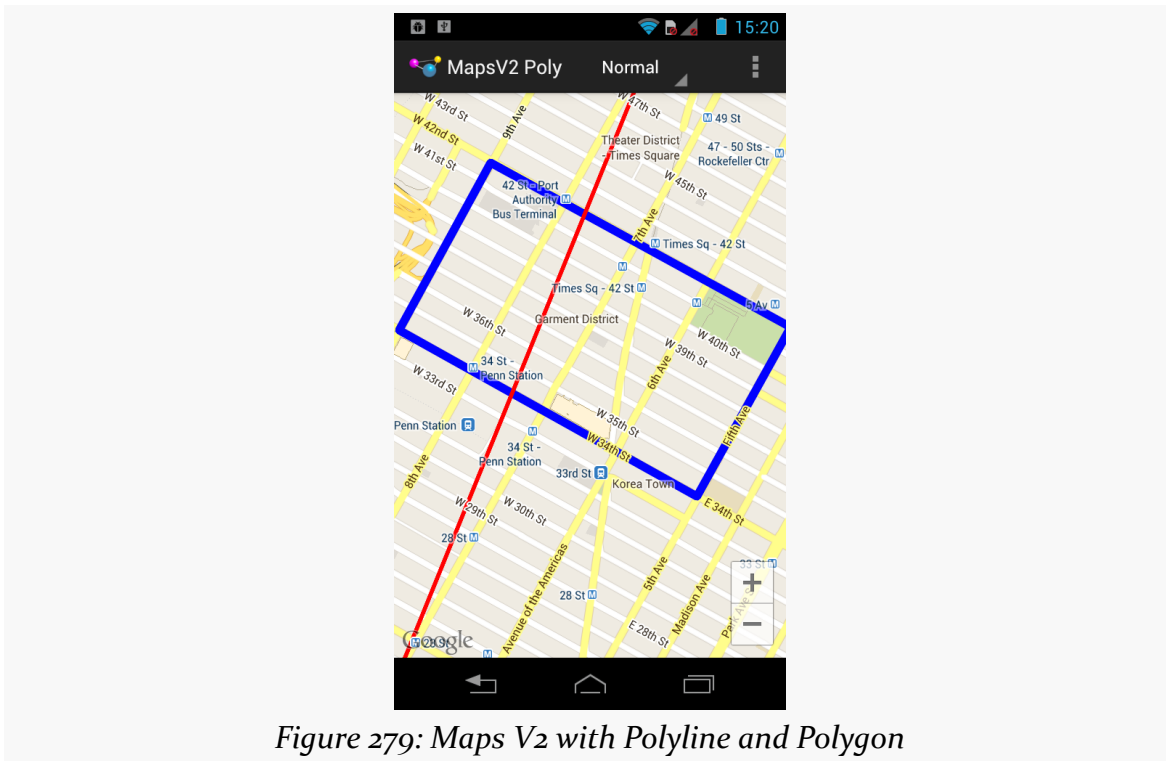 15:20
MapsV2 Poly
Normal
W 43rd St
W 42nd St
W 41st St
9th Ave
W 47th St
49 St
Theater District
- Times Square
47 - 50 Sts -
Rockefeller Ctr
W 45th St
42 St - Port
Authority
Bus Terminal
7th Ave
Times Sq - 42 St
Times Sq - 42 St
5 Av
W 36th St
Garment District
W 40th St
W 39th St
34 St -
Penn Station
W 33rd St
6th Ave
W 35th St
Fifth Ave
Penn Station
W 34th St
34 St -
Penn Station
33rd St
Korea Town
8th Ave
E 34th St
W 29th St
W 30th St
28 St
33 St
Avenue of the Americas
5th Ave
28 St
Madison Ave
Park Ave S
E 28th St
+
−
Google
28 St
Figure 279: Maps V2 with Polyline and Polygon